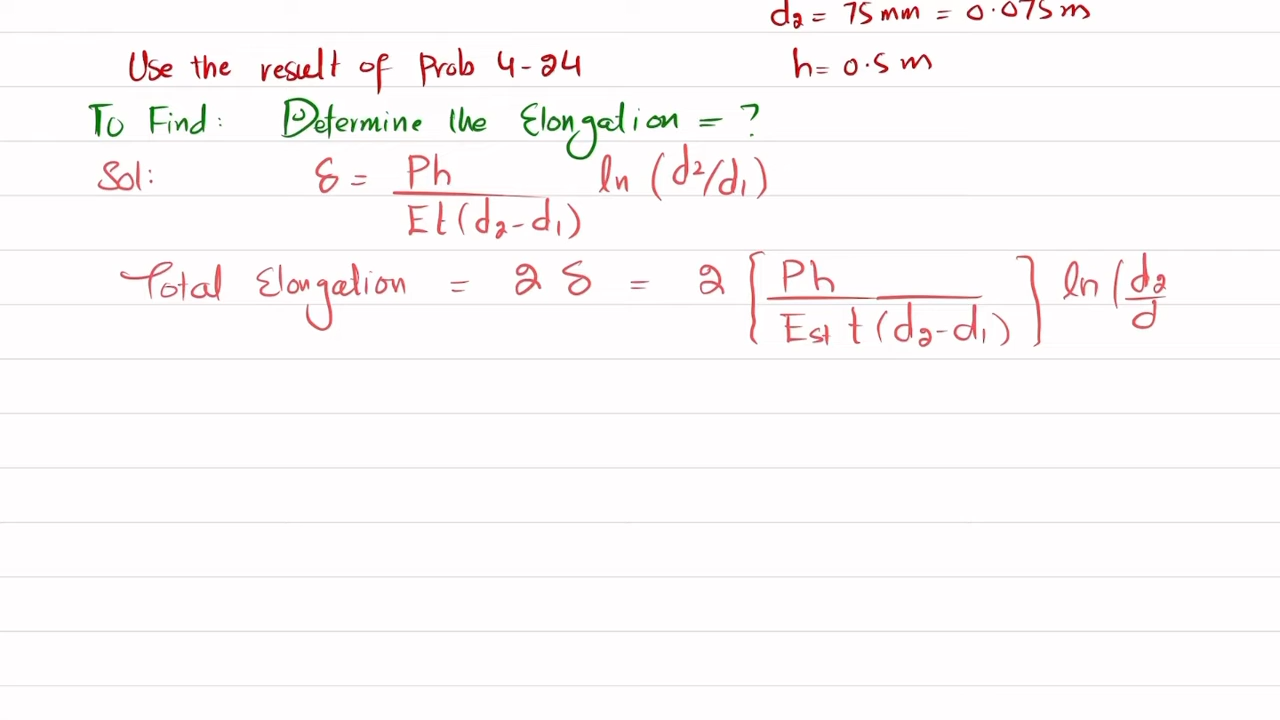 d2 = 75 mm = 0.075 m
Use the result of Prob 4-24
h = 0.5 m
To Find: Determine the Elongation = ?
Sol: δ = Ph / Et(d2 - d1) ln (d2/d1)
Total Elongation = 2 δ = 2 [Ph / Est t (d2 - d1)] ln (d2/d